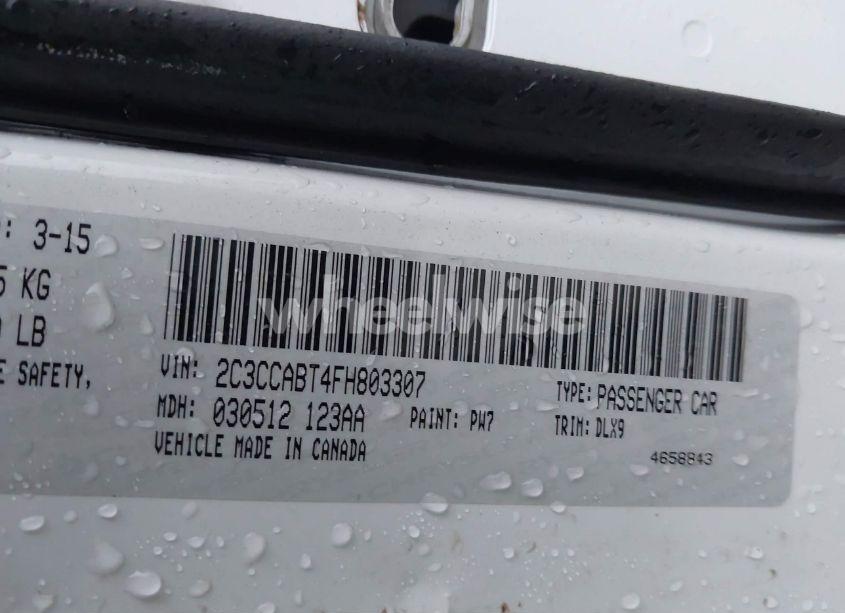 : 3-15
5 KG
LB
E SAFETY,
wheelwise
VIN: 2C3CCABT4FH803307
TYPE: PASSENGER CAR
MDH: 030512 123AA
PAINT: PW7
TRIM: DLX9
VEHICLE MADE IN CANADA
4658843